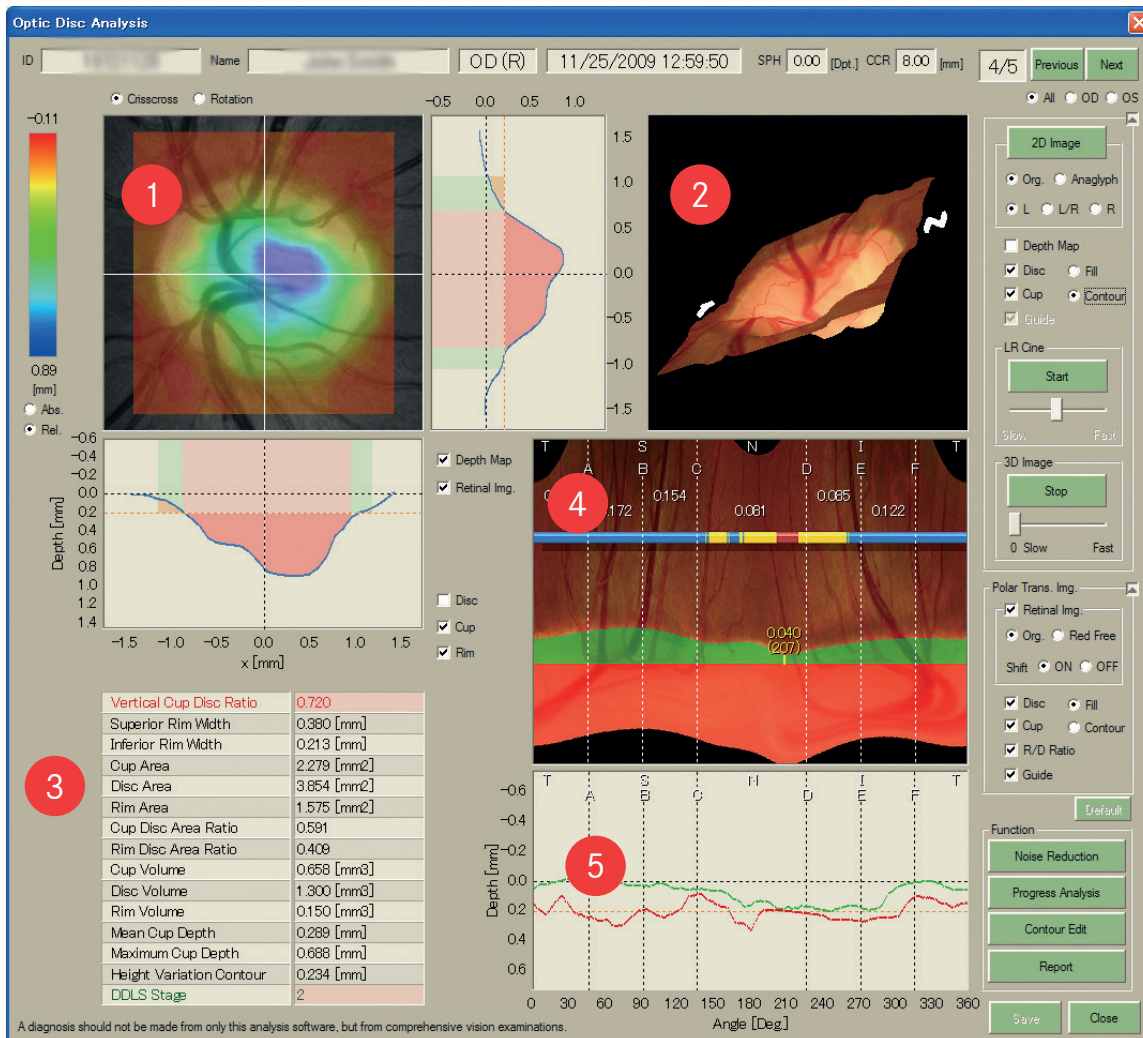 Optic Disc Analysis
ID Name OD (R) 11/25/2009 12:59:50 SPH 0.00 [Dpt.] CCR 8.00 [mm] 4/5 Previous Next
Crisscross Rotation
All OD OS
-0.11
0.89
[mm]
Abs.
Rel.
1
-0.5 0.0 0.5 1.0
1.5
1.0
0.5
0.0
-0.5
-1.0
-1.5
2
2D Image
Org. Anaglyph
L L/R R
Depth Map
Disc Fill
Cup Contour
Guide
LR Cine
Start
Slow Fast
3D Image
Stop
0 Slow Fast
-0.6
-0.4
-0.2
0.0
0.2
0.4
0.6
0.8
1.0
1.2
1.4
Depth [mm]
-1.5 -1.0 -0.5 0.0 0.5 1.0 1.5
x [mm]
Depth Map
Retinal Img.
Disc
Cup
Rim
T S N I T
A B C D E F
0.154 0.085
.172 0.081 0.122
4
0.040
(207)
Polar Trans. Img.
Retinal Img.
Org. Red Free
Shift ON OFF
Disc Fill
Cup Contour
R/D Ratio
Guide
Default
3
Vertical Cup Disc Ratio 0.720
Superior Rim Width 0.380 [mm]
Inferior Rim Width 0.213 [mm]
Cup Area 2.279 [mm2]
Disc Area 3.854 [mm2]
Rim Area 1.575 [mm2]
Cup Disc Area Ratio 0.591
Rim Disc Area Ratio 0.409
Cup Volume 0.658 [mm3]
Disc Volume 1.300 [mm3]
Rim Volume 0.150 [mm3]
Mean Cup Depth 0.289 [mm]
Maximum Cup Depth 0.688 [mm]
Height Variation Contour 0.234 [mm]
DDLS Stage 2
T S N I T
A B C D E F
5
-0.6
-0.4
-0.2
0.0
0.2
0.4
0.6
Depth [mm]
0 30 60 90 120 150 180 210 240 270 300 330 360
Angle [Deg.]
Function
Noise Reduction
Progress Analysis
Contour Edit
Report
Save Close
A diagnosis should not be made from only this analysis software, but from comprehensive vision examinations.